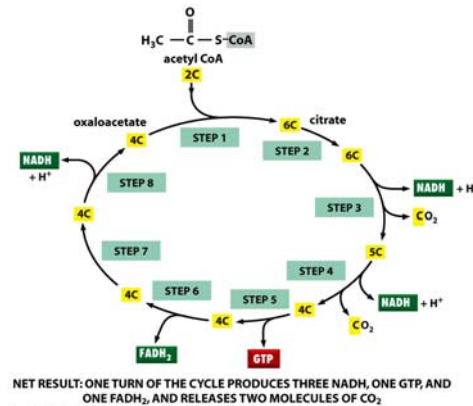 O
H₃C — C — S—CoA
acetyl CoA
2C
oxaloacetate
citrate
4C
STEP 1
6C
STEP 2
6C
NADH
+ H⁺
STEP 8
NADH + H
STEP 3
CO₂
4C
5C
STEP 7
STEP 4
NADH + H⁺
STEP 6
STEP 5
4C
4C
4C
CO₂
FADH₂
GTP
NET RESULT: ONE TURN OF THE CYCLE PRODUCES THREE NADH, ONE GTP, AND
ONE FADH₂, AND RELEASES TWO MOLECULES OF CO₂